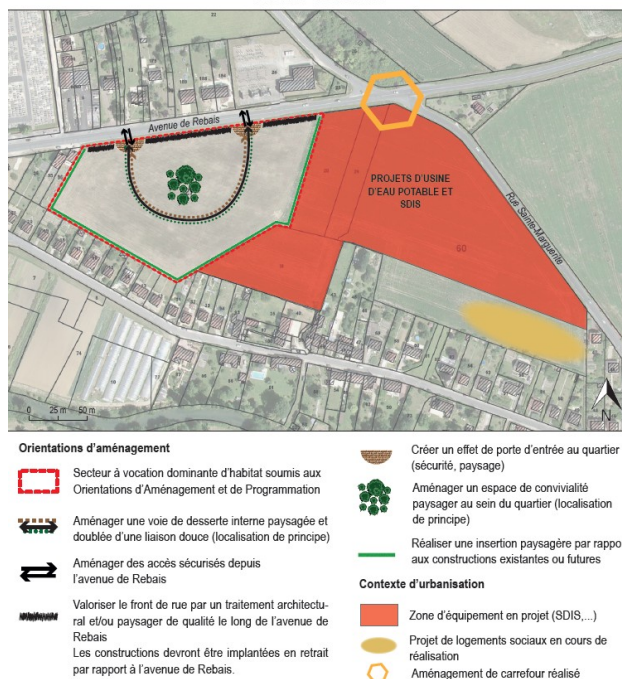 Avenue de Rebais
PROJETS D'USINE
D'EAU POTABLE ET
SDIS
Rue Sainte-Marguerite
60
0 25 m 50 m
N
Orientations d'aménagement
Secteur à vocation dominante d'habitat soumis aux
Orientations d'Aménagement et de Programmation
Aménager une voie de desserte interne paysagée et
doublée d'une liaison douce (localisation de principe)
Aménager des accès sécurisés depuis
l'avenue de Rebais
Valoriser le front de rue par un traitement architectu-
ral et/ou paysager de qualité le long de l'avenue de
Rebais
Les constructions devront être implantées en retrait
par rapport à l'avenue de Rebais.
Créer un effet de porte d'entrée au quartier
(sécurité, paysage)
Aménager un espace de convivialité
paysager au sein du quartier (localisation
de principe)
Réaliser une insertion paysagère par rappo
aux constructions existantes ou futures
Contexte d'urbanisation
Zone d'équipement en projet (SDIS,...)
Projet de logements sociaux en cours de
réalisation
Aménagement de carrefour réalisé